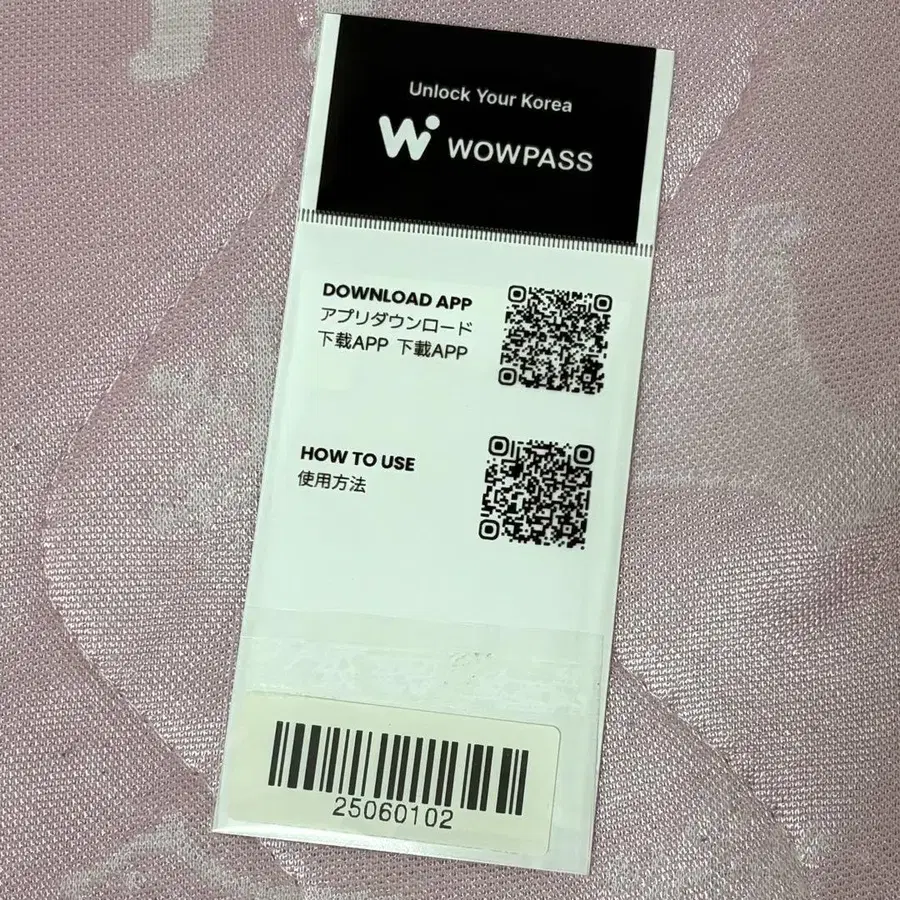 Unlock Your Korea
WOWPASS
DOWNLOAD APP
アプリダウンロード
下载APP 下載APP
HOW TO USE
使用方法
25060102